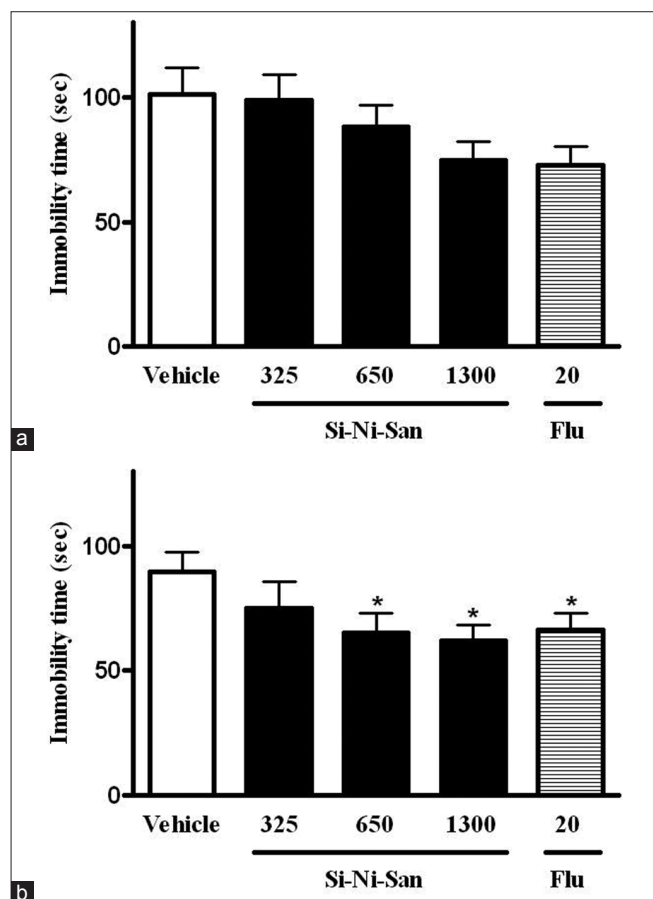 Immobility time (sec)
100
50
0
Vehicle 325 650 1300 20
Si-Ni-San Flu
a
Immobility time (sec)
100
* * *
50
0
Vehicle 325 650 1300 20
Si-Ni-San Flu
b